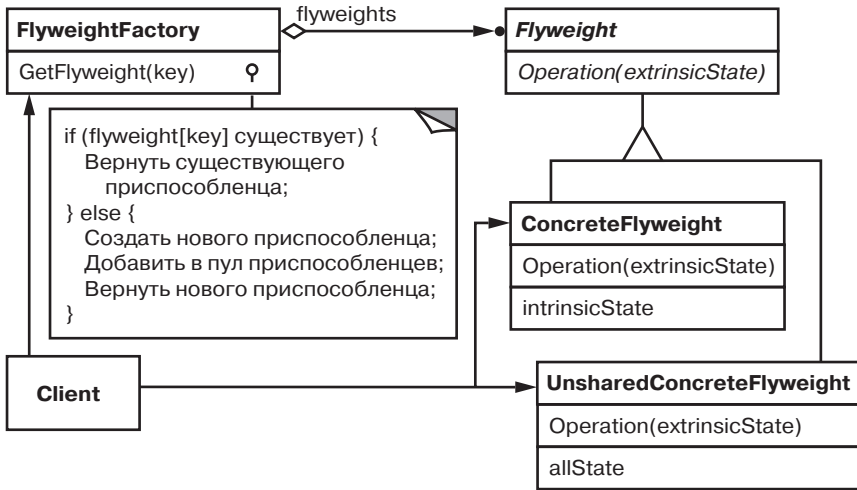 flyweights
FlyweightFactory
GetFlyweight(key)
Flyweight
Operation(extrinsicState)
if (flyweight[key] существует) {
Вернуть существующего
приспособленца;
} else {
Создать нового приспособленца;
Добавить в пул приспособленцев;
Вернуть нового приспособленца;
}
ConcreteFlyweight
Operation(extrinsicState)
intrinsicState
Client
UnsharedConcreteFlyweight
Operation(extrinsicState)
allState